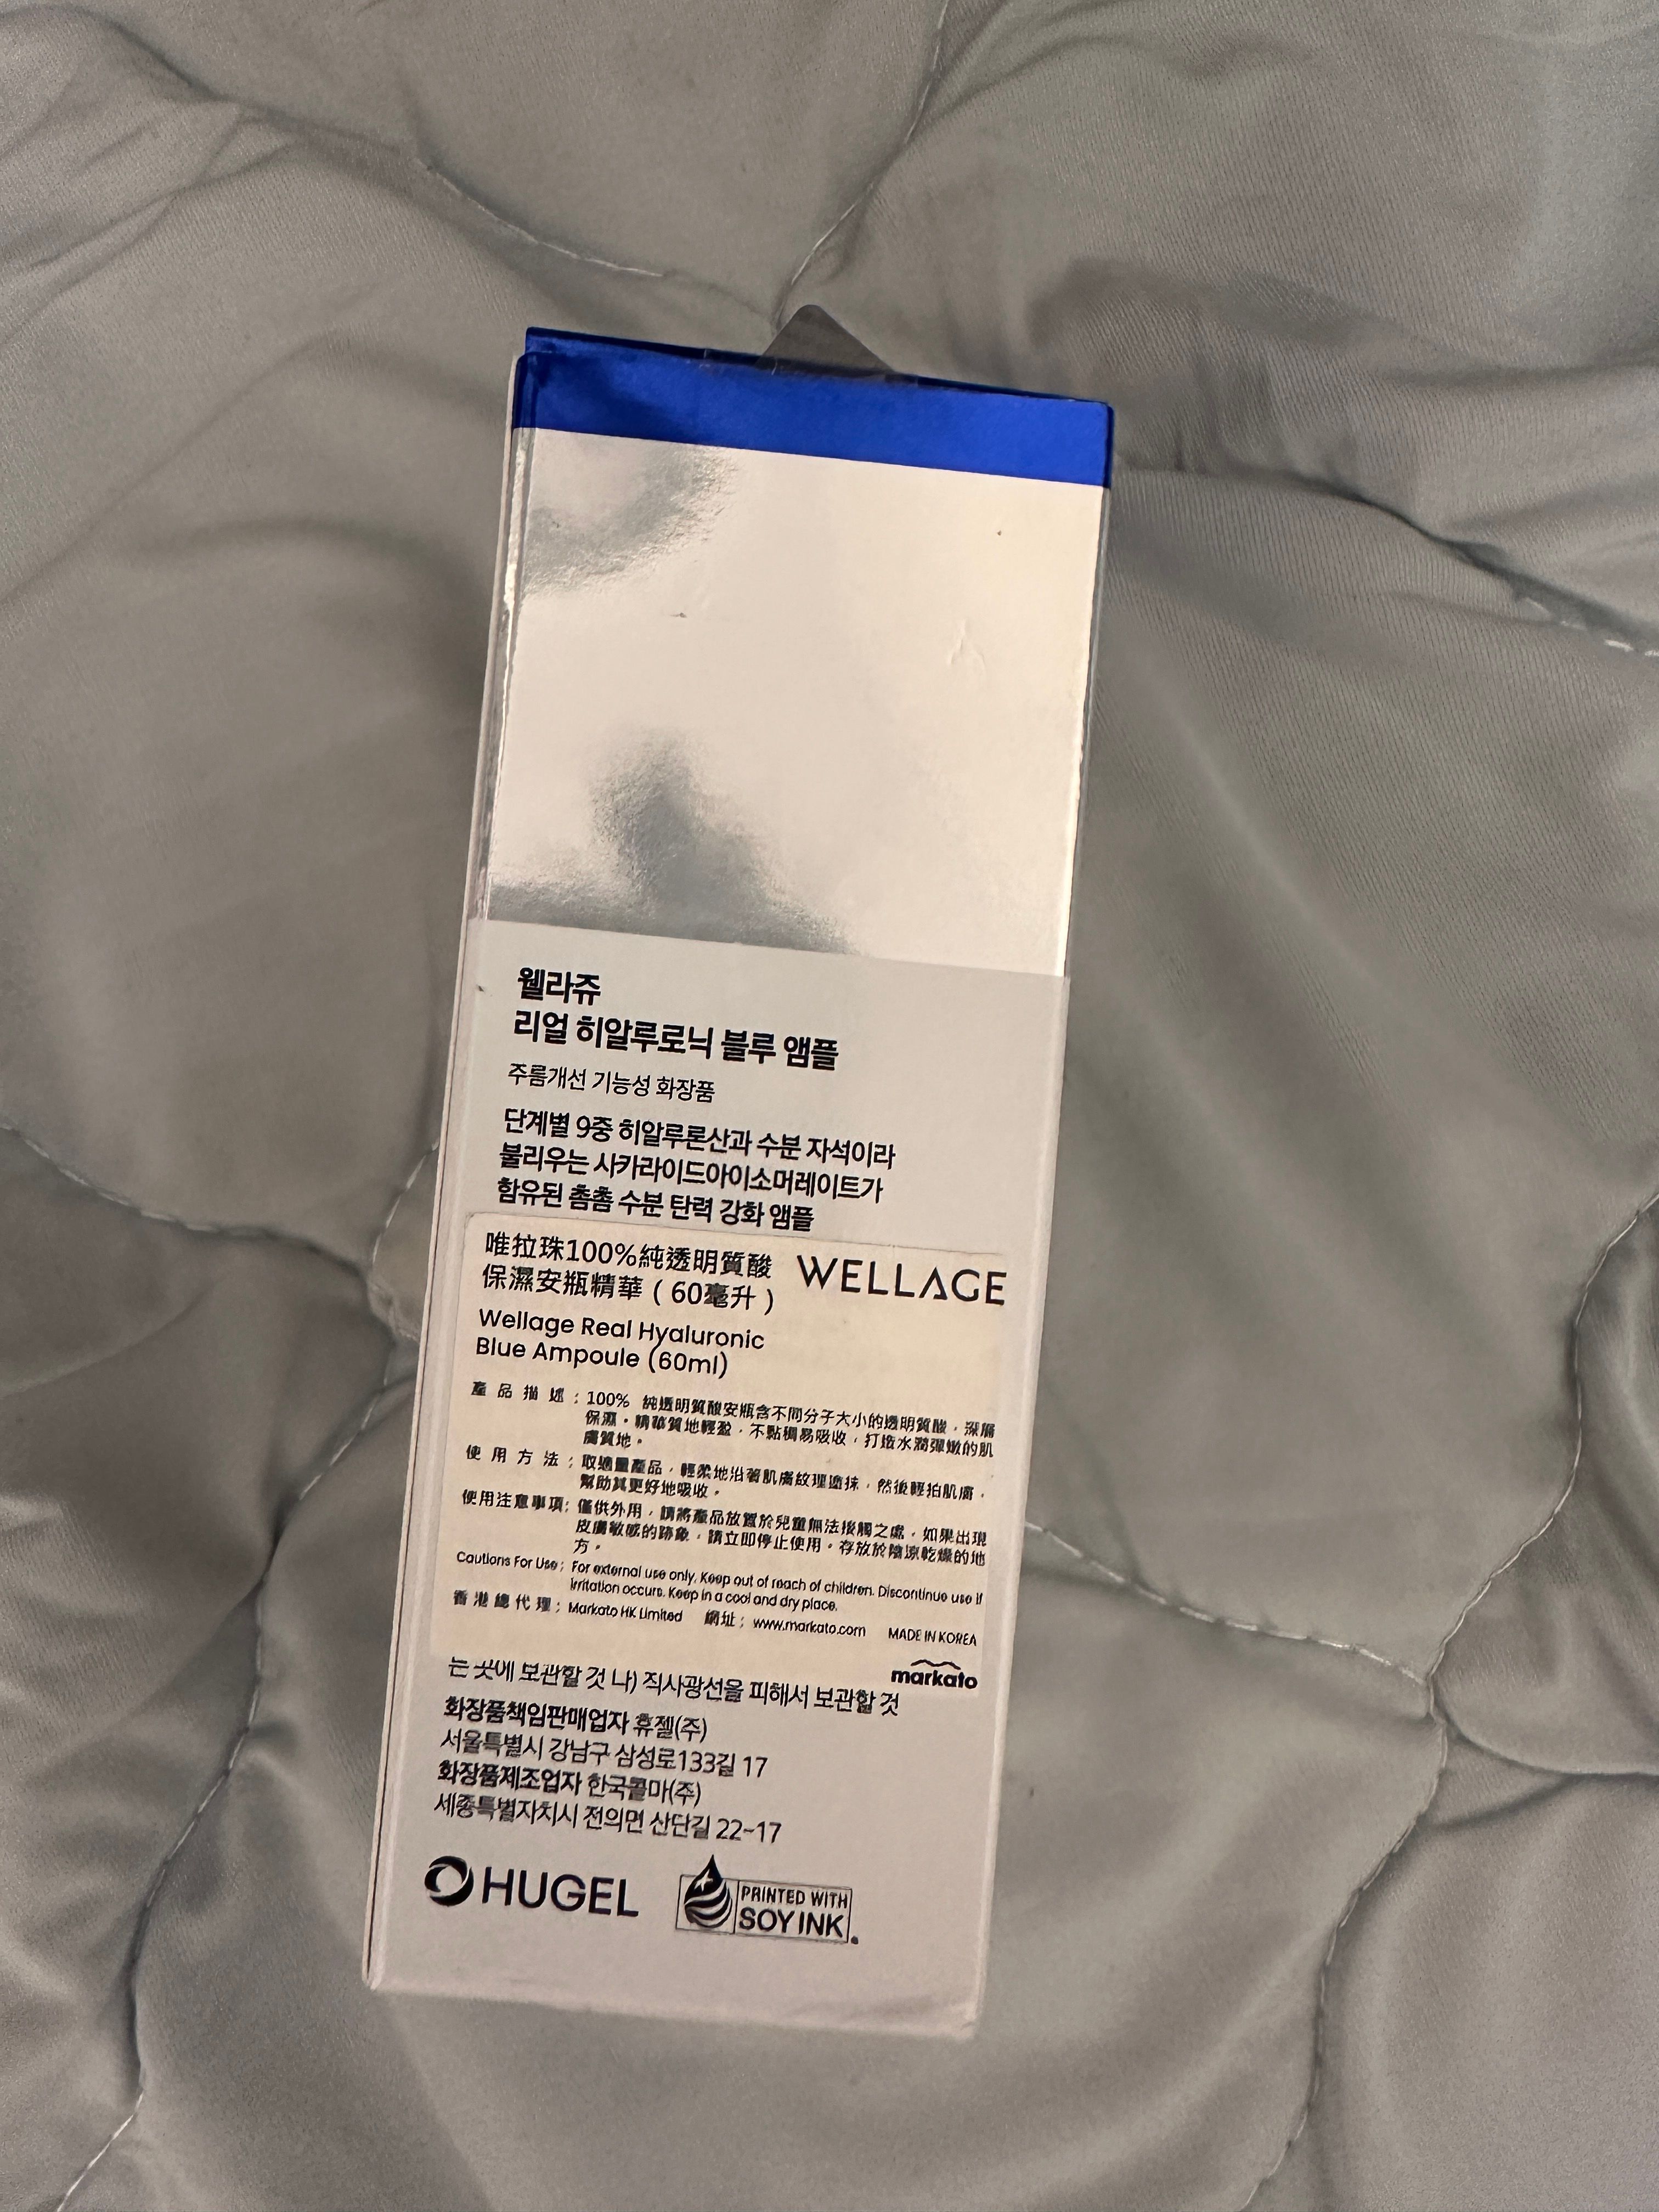 웰라쥬
리얼 히알루로닉 블루 앰플
주름개선 기능성 화장품
단계별 9중 히알루론산과 수분 자석이라
불리우는 사카라이드아이소머레이트가
함유된 촘촘 수분 탄력 강화 앰플
唯拉珠100%純透明質酸
保濕安瓶精華（60毫升）
WELLAGE
Wellage Real Hyaluronic
Blue Ampoule (60ml)
產品描述：100% 純透明質酸安瓶含不同分子大小的透明質酸，深層
保濕。精華質地輕盈，不黏稠易吸收，打造水潤彈嫩的肌
膚質地。
使用方法：取適量產品，輕柔地沿著肌膚紋理塗抹，然後輕拍肌膚，
幫助其更好地吸收。
使用注意事項：僅供外用，請將產品放置於兒童無法接觸之處，如果出現
皮膚敏感的跡象，請立即停止使用。存放於陰涼乾燥的地
方。
Cautions For Use： For external use only. Keep out of reach of children. Discontinue use if
irritation occurs. Keep in a cool and dry place.
香港總代理：Markato HK Limited 網址：www.markato.com MADE IN KOREA
markato
는 곳에 보관할 것 나) 직사광선을 피해서 보관할 것
화장품책임판매업자 휴젤(주)
서울특별시 강남구 삼성로133길 17
화장품제조업자 한국콜마(주)
세종특별자치시 전의면 산단길 22-17
HUGEL
PRINTED WITH
SOY INK